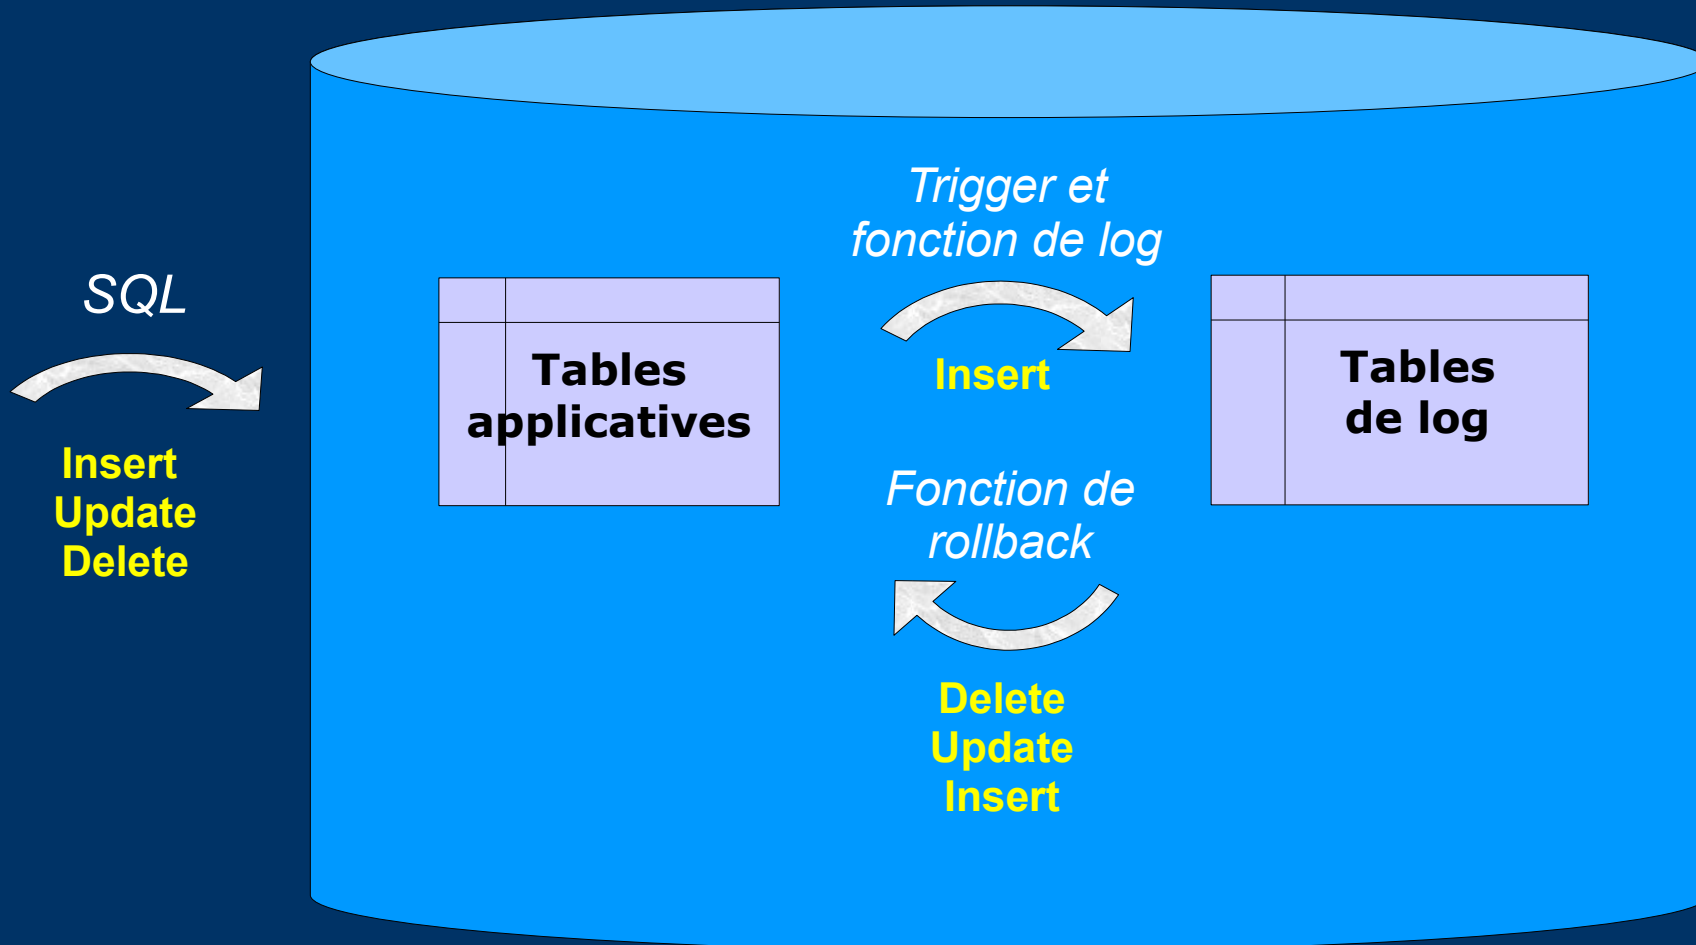 SQL
Insert
Update
Delete
Tables
applicatives
Trigger et
fonction de log
Insert
Fonction de
rollback
Delete
Update
Insert
Tables
de log